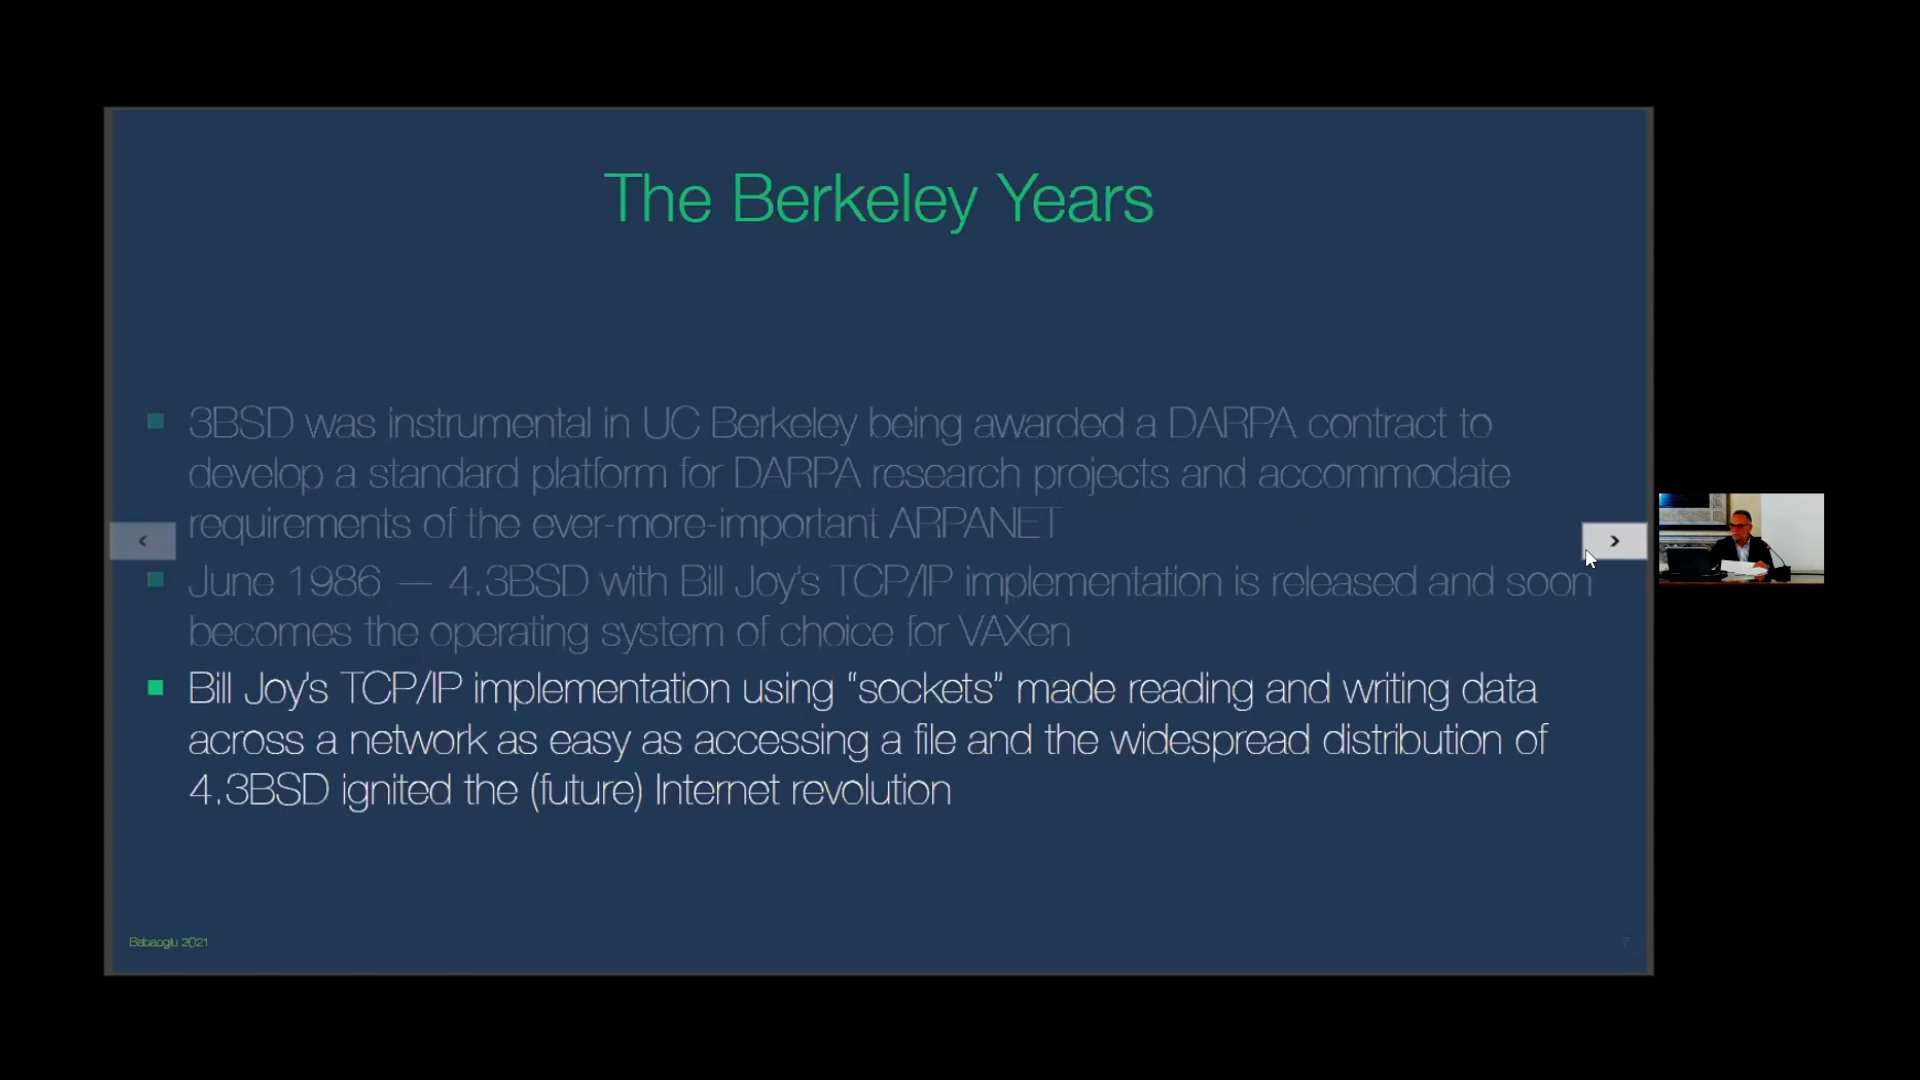 The Berkeley Years
3BSD was instrumental in UC Berkeley being awarded a DARPA contract to
develop a standard platform for DARPA research projects and accommodate
requirements of the ever-more-important ARPANET
June 1986 — 4.3BSD with Bill Joy's TCP/IP implementation is released and soon
becomes the operating system of choice for VAXen
Bill Joy's TCP/IP implementation using “sockets” made reading and writing data
across a network as easy as accessing a file and the widespread distribution of
4.3BSD ignited the (future) Internet revolution
Babaoglu 2021
7